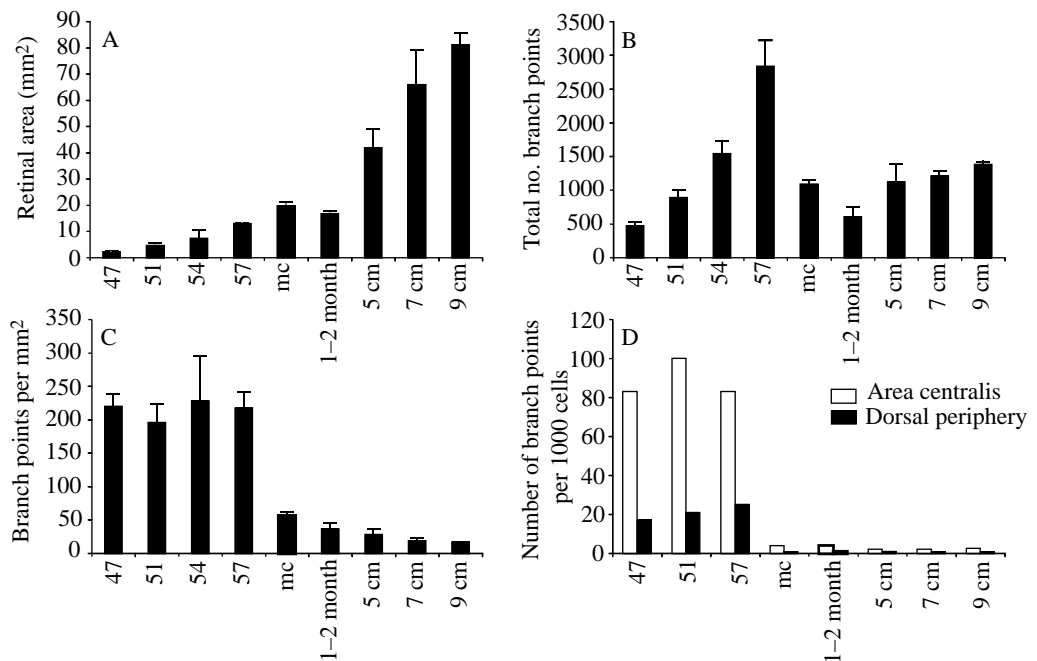 A
Retinal area (mm²)
90
80
70
60
50
40
30
20
10
0
47
51
54
57
mc
1–2 month
5 cm
7 cm
9 cm
B
Total no. branch points
3500
3000
2500
2000
1500
1000
500
0
47
51
54
57
mc
1–2 month
5 cm
7 cm
9 cm
C
Branch points per mm²
350
300
250
200
150
100
50
0
47
51
54
57
mc
1–2 month
5 cm
7 cm
9 cm
D
Number of branch points
per 1000 cells
120
100
80
60
40
20
0
Area centralis
Dorsal periphery
47
51
57
mc
1–2 month
5 cm
7 cm
9 cm